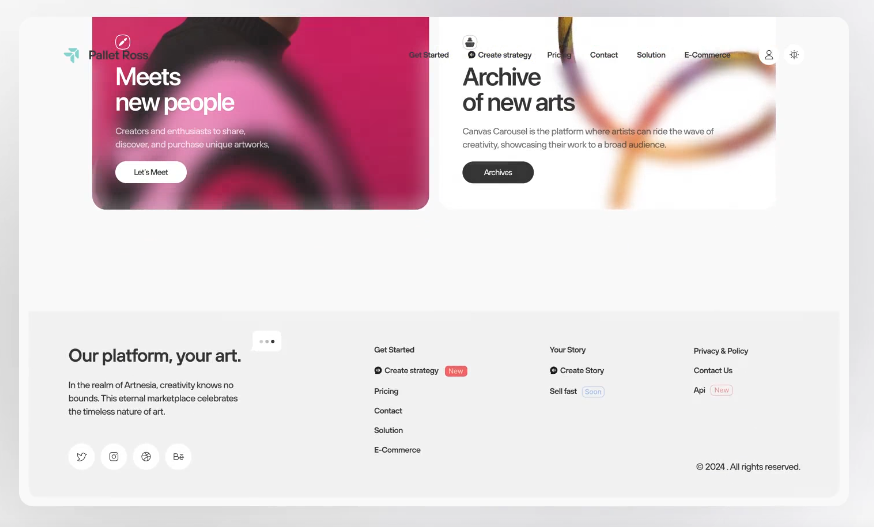 Pallet Ross
Get Started
Create strategy
Pricing
Contact
Solution
E-Commerce
Meets
new people
Creators and enthusiasts to share,
discover, and purchase unique artworks,
Let's Meet
Archive
of new arts
Canvas Carousel is the platform where artists can ride the wave of
creativity, showcasing their work to a broad audience.
Archives
Our platform, your art.
In the realm of Artnesia, creativity knows no
bounds. This eternal marketplace celebrates
the timeless nature of art.
Bē
Get Started
Create strategy New
Pricing
Contact
Solution
E-Commerce
Your Story
Create Story
Sell fast Soon
Privacy & Policy
Contact Us
Api New
© 2024 . All rights reserved.